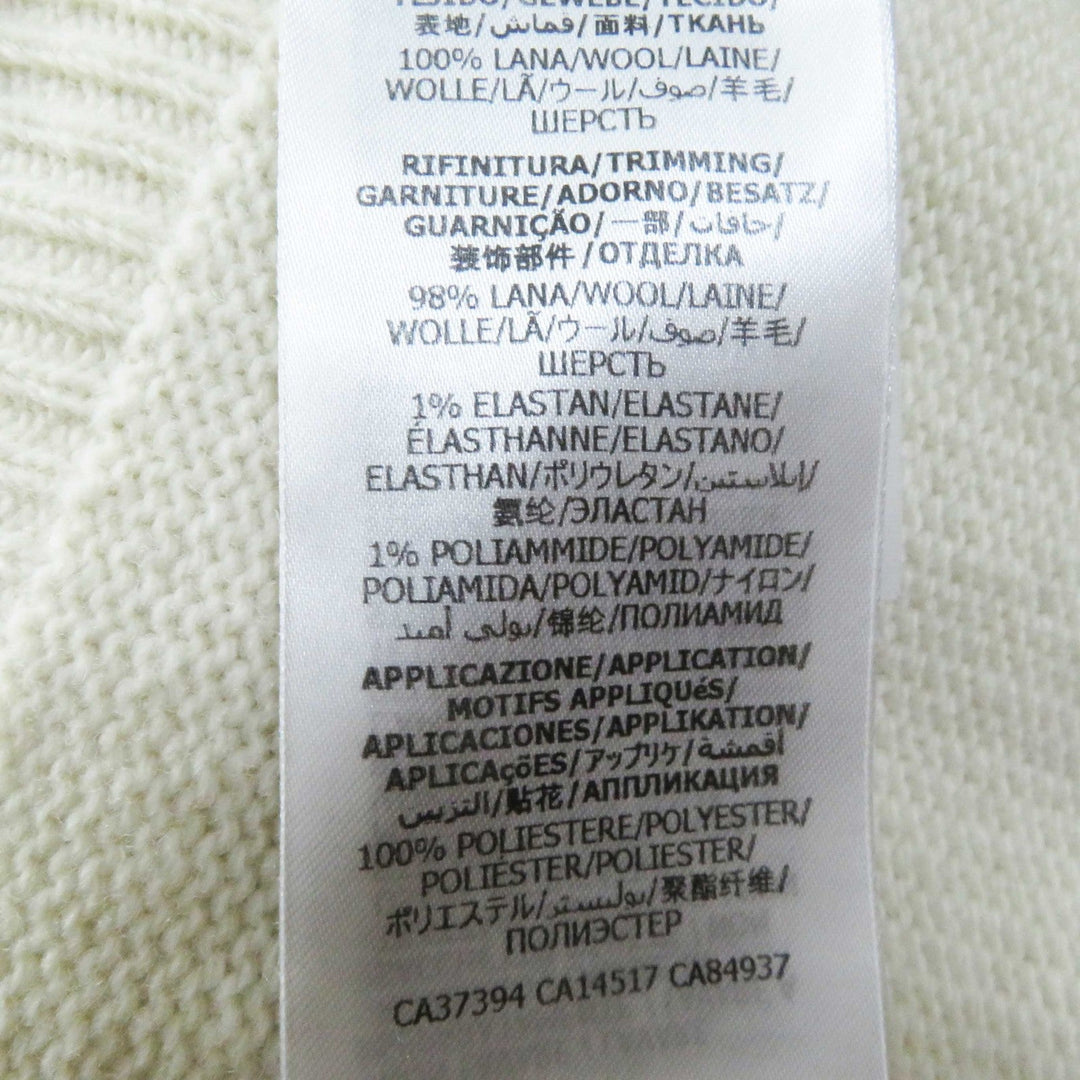 TESIDO/GEWEBE/TECIDO/
表地/قماش/面料/ТКАНЬ
100% LANA/WOOL/LAINE/
WOLLE/LÃ/ウール/صوف/羊毛/
ШЕРСТЬ
RIFINITURA/TRIMMING/
GARNITURE/ADORNO/BESATZ/
GUARNIÇÃO/一部/حافات/
装饰部件/ОТДЕЛКА
98% LANA/WOOL/LAINE/
WOLLE/LÃ/ウール/صوف/羊毛/
ШЕРСТЬ
1% ELASTAN/ELASTANE/
ÉLASTHANNE/ELASTANO/
ELASTHAN/ポリウレタン/إيلاستين/
氨纶/ЭЛАСТАН
1% POLIAMMIDE/POLYAMIDE/
POLIAMIDA/POLYAMID/ナイロン/
بولي أميد/锦纶/ПОЛИАМИД
APPLICAZIONE/APPLICATION/
MOTIFS APPLIQUéS/
APLICACIONES/APPLIKATION/
APLICAçõES/アップリケ/أقمشة
التزيين/贴花/АППЛИКАЦИЯ
100% POLIESTERE/POLYESTER/
POLIESTER/POLIESTER/
ポリエステル/بوليستر/聚酯纤维/
ПОЛИЭСТЕР
CA37394 CA14517 CA84937